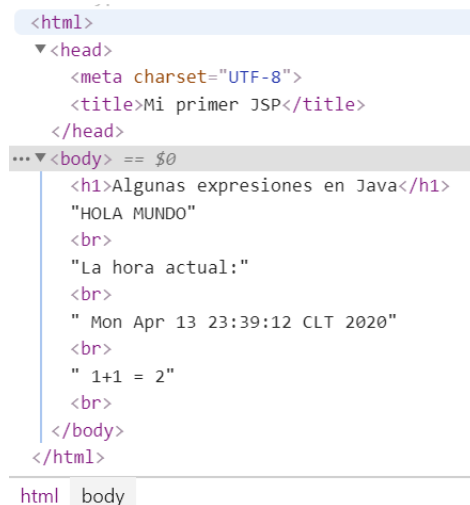 <html>
▼<head>
<meta charset="UTF-8">
<title>Mi primer JSP</title>
</head>
••• ▼<body> == $0
<h1>Algunas expresiones en Java</h1>
"HOLA MUNDO"
<br>
"La hora actual:"
<br>
" Mon Apr 13 23:39:12 CLT 2020"
<br>
" 1+1 = 2"
<br>
</body>
</html>
html body